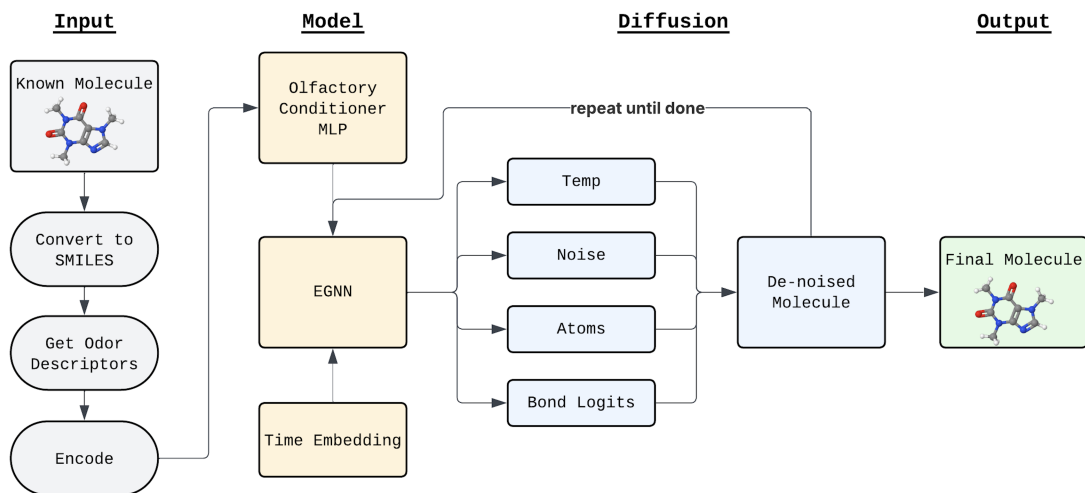 Input
Model
Diffusion
Output
Known Molecule
Convert to
SMILES
Get Odor
Descriptors
Encode
Olfactory
Conditioner
MLP
EGNN
Time Embedding
repeat until done
Temp
Noise
Atoms
Bond Logits
De-noised
Molecule
Final Molecule